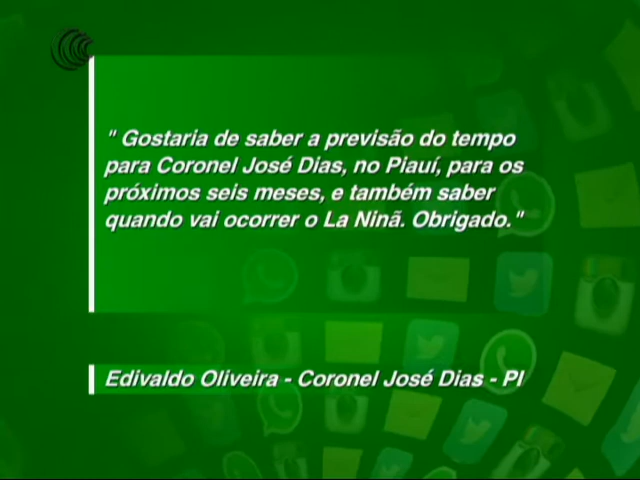 " Gostaria de saber a previsão do tempo
para Coronel José Dias, no Piauí, para os
próximos seis meses, e também saber
quando vai ocorrer o La Ninã. Obrigado."
Edivaldo Oliveira - Coronel José Dias - PI